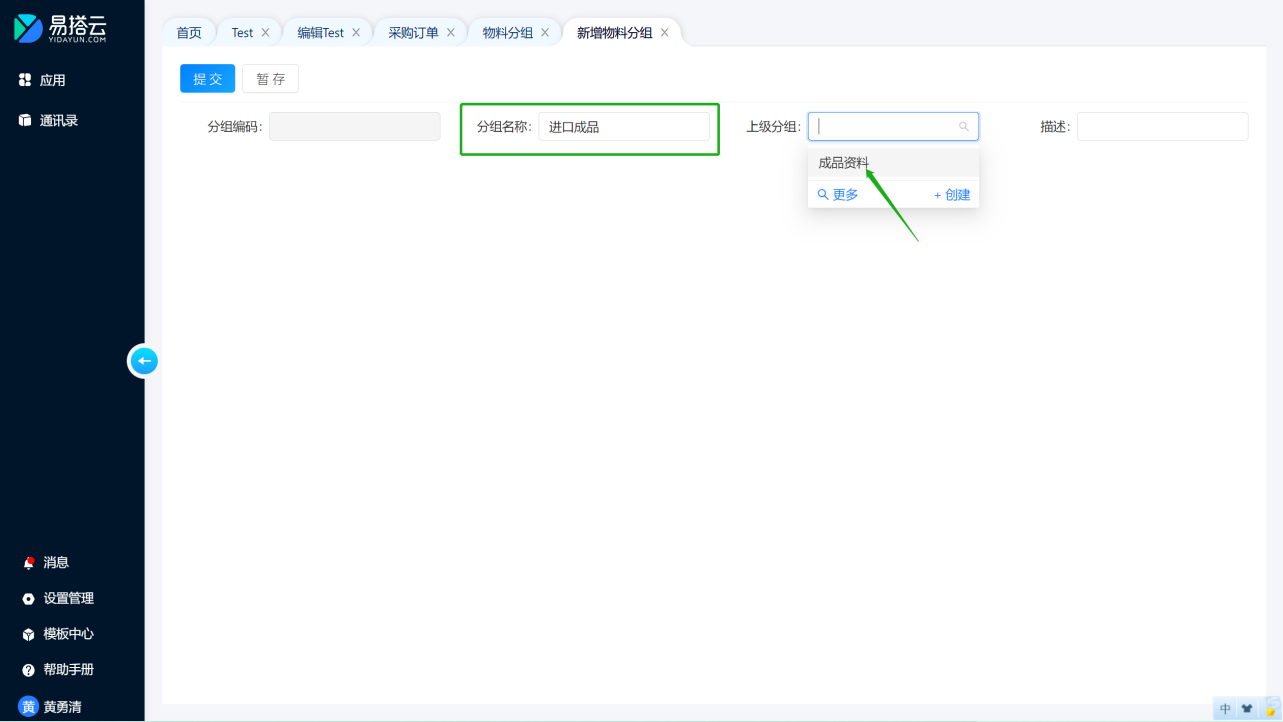 易搭云
YIDAYUN.COM
应用
通讯录
首页 Test 编辑Test 采购订单 物料分组 新增物料分组
提 交 暂 存
分组编码: 分组名称: 进口成品 上级分组: 描述:
成品资料
更多 + 创建
消息
设置管理
模板中心
帮助手册
黄 黄勇清
中